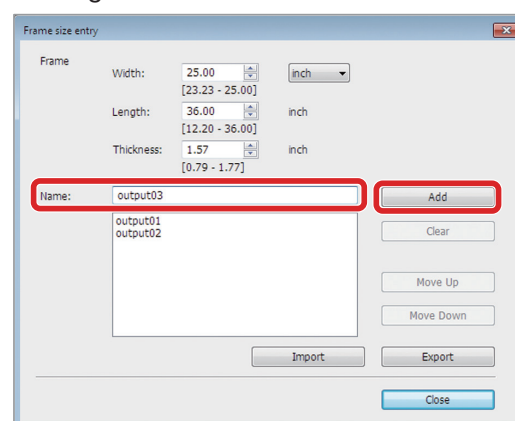 Frame size entry
Frame
Width: 25.00 inch
[23.23 - 25.00]
Length: 36.00 inch
[12.20 - 36.00]
Thickness: 1.57 inch
[0.79 - 1.77]
Name: output03 Add
output01 Clear
output02
Move Up
Move Down
Import Export
Close